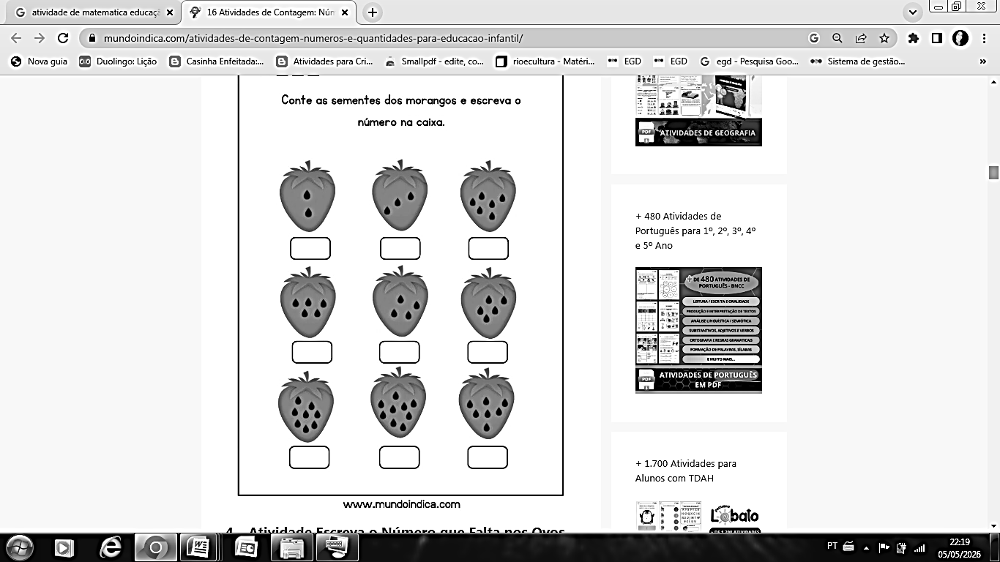 atividade de matematica educaçã
16 Atividades de Contagem: Núm
mundoindica.com/atividades-de-contagem-numeros-e-quantidades-para-educacao-infantil/
Nova guia
Duolingo: Lição
Casinha Enfeitada:...
Atividades para Cri...
Smallpdf - edite, co...
rioecultura - Matéri...
EGD
EGD
egd - Pesquisa Goo...
Sistema de gestão...
»
Conte as sementes dos morangos e escreva o
número na caixa.
www.mundoindica.com
4 – Atividade Escreva o Número que Falta nos Ovos
PDF
ATIVIDADES DE GEOGRAFIA
+ 480 Atividades de
Português para 1º, 2º, 3º, 4º
e 5º Ano
+ DE 480 ATIVIDADES DE
PORTUGUÊS - BNCC
LEITURA / ESCRITA E ORALIDADE
PRODUÇÃO E INTERPRETAÇÃO DE TEXTOS
ANÁLISE LINGUÍSTICA / SEMIÓTICA
SUBSTANTIVOS, ADJETIVOS E VERBOS
ORTOGRAFIA E REGRAS GRAMATICAIS
FORMAÇÃO DE PALAVRAS, SÍLABAS
E MUITO MAIS...
PDF
ATIVIDADES DE PORTUGUÊS
EM PDF
+ 1.700 Atividades para
Alunos com TDAH
Pequeno
Lobato
+ DE 1.700 ATIVIDADES
PT
22:19
05/05/2026